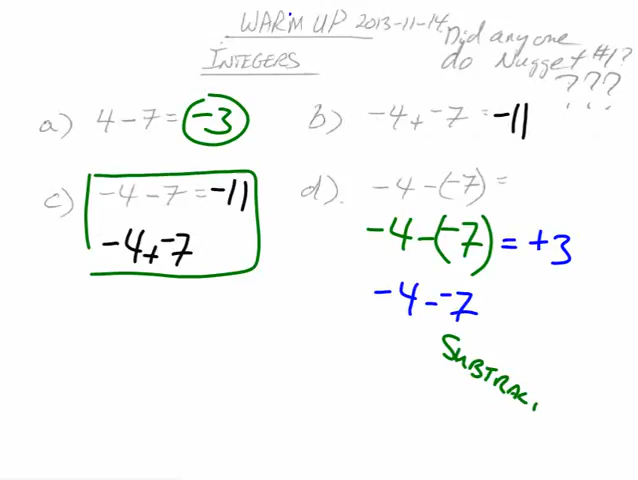 WARM UP 2013-11-14
INTEGERS
Did anyone
do Nugget #1?
???
a) 4 - 7 = -3
b) -4 + -7 = -11
c) -4 - 7 = -11
-4 + -7
d). -4 - (-7) =
-4 - (-7) = +3
-4 - -7
SUBTRAC